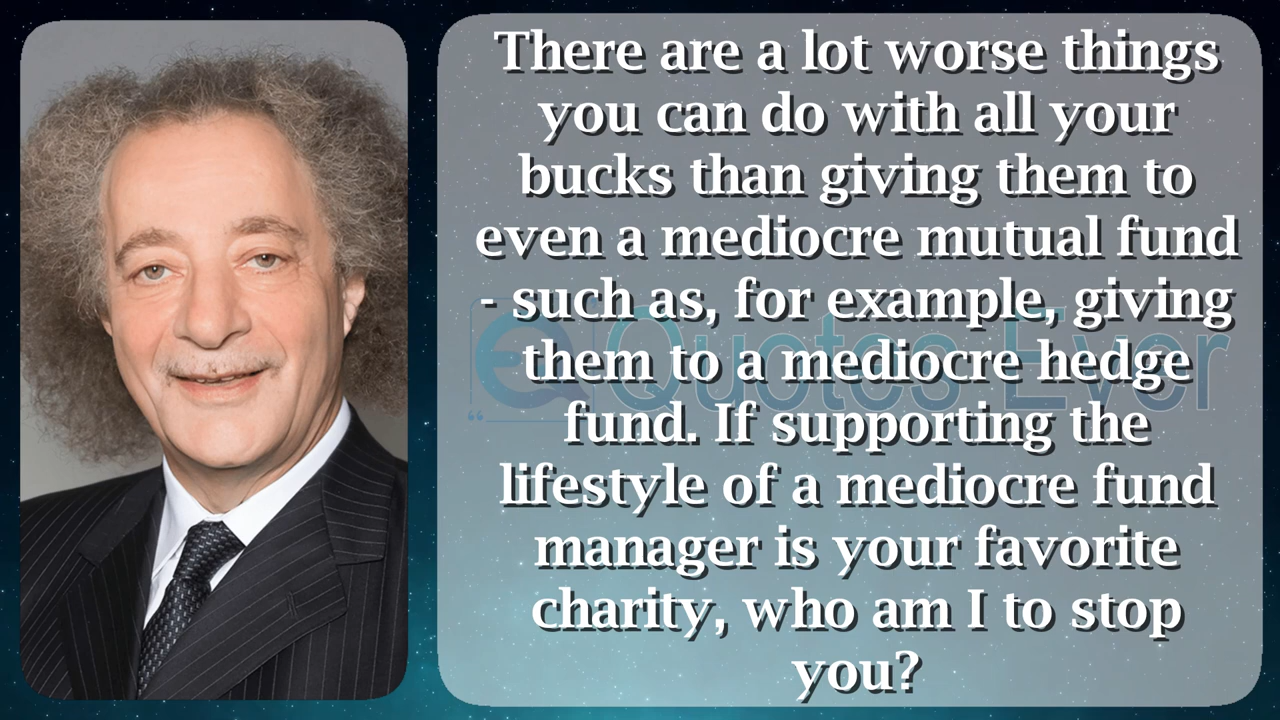 There are a lot worse things
you can do with all your
bucks than giving them to
even a mediocre mutual fund
- such as, for example, giving
them to a mediocre hedge
fund. If supporting the
lifestyle of a mediocre fund
manager is your favorite
charity, who am I to stop
you?
Quotes Ever